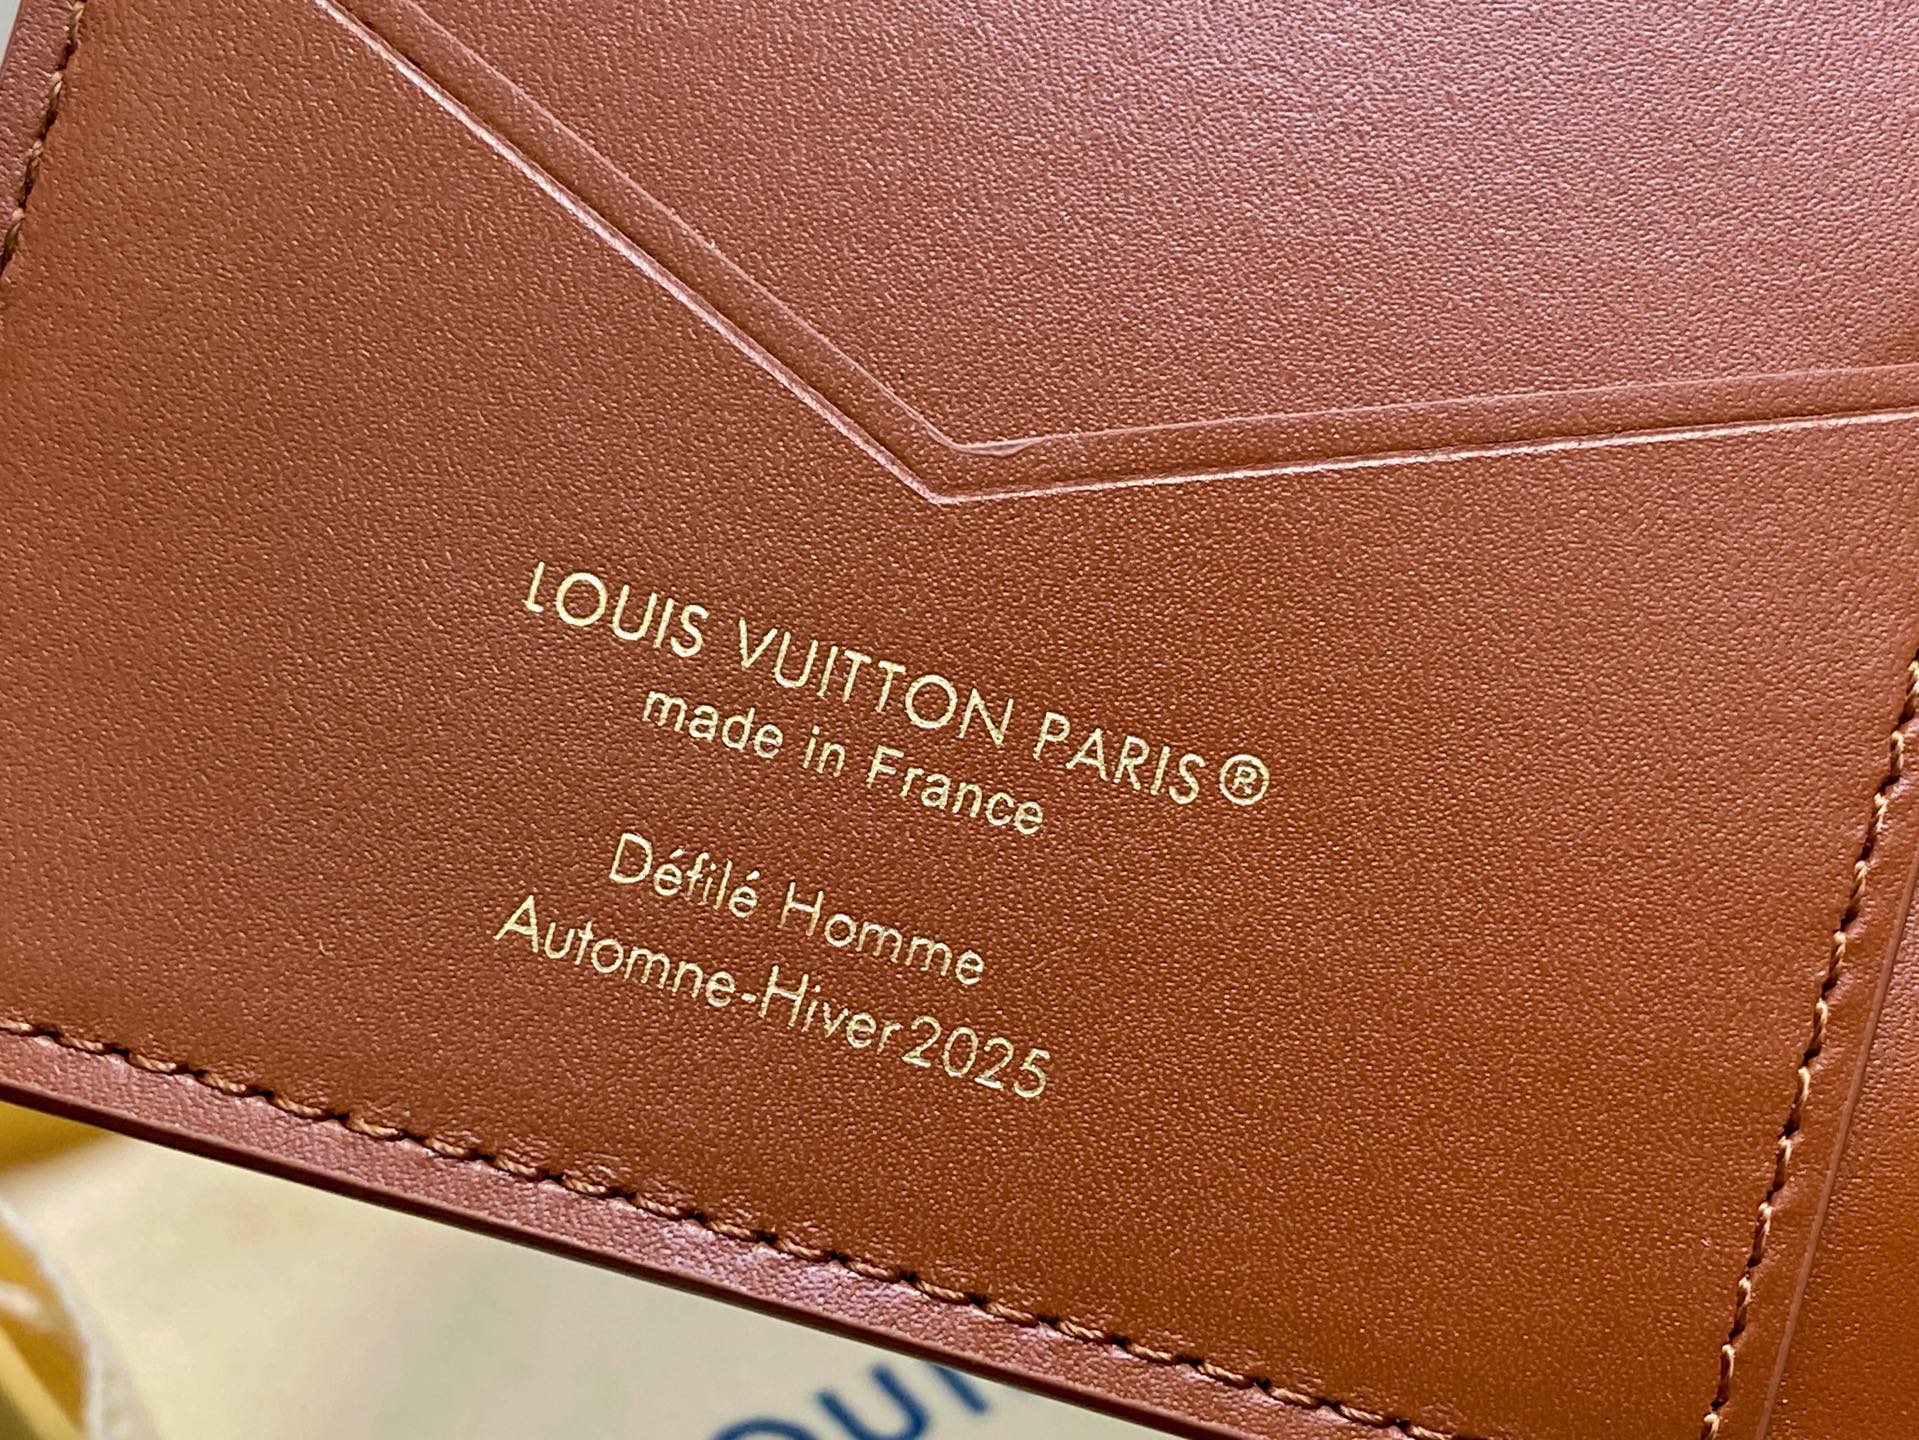 LOUIS VUITTON PARIS®
made in France
Défilé Homme
Automne-Hiver 2025